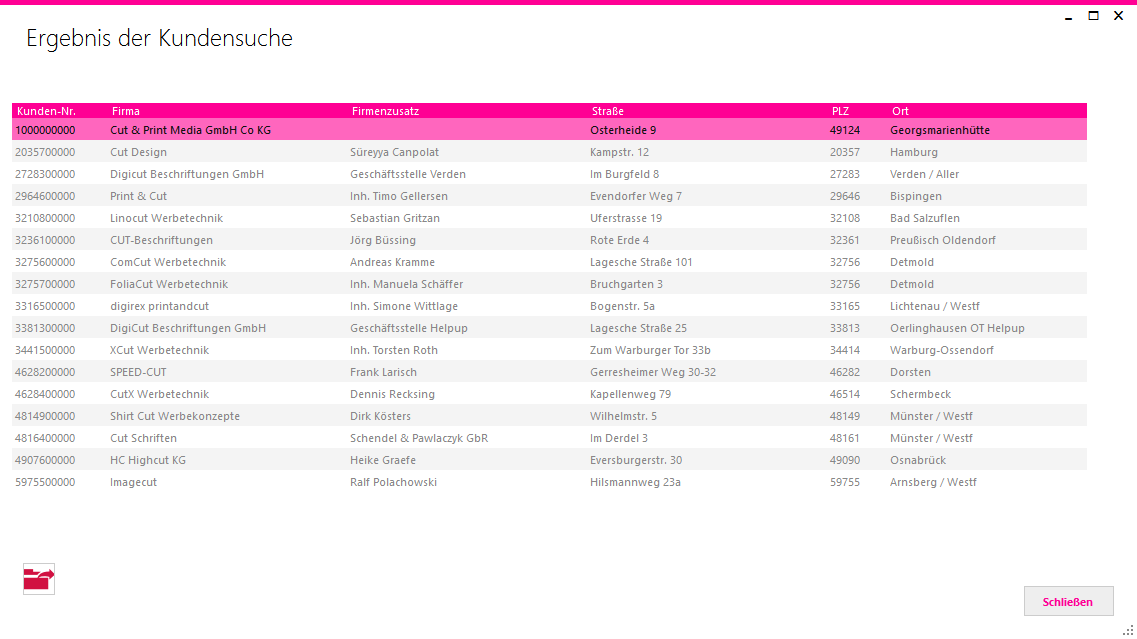 Ergebnis der Kundensuche
Kunden-Nr. Firma Firmenzusatz Straße PLZ Ort
1000000000 Cut & Print Media GmbH Co KG Osterheide 9 49124 Georgsmarienhütte
2035700000 Cut Design Süreyya Canpolat Kampstr. 12 20357 Hamburg
2728300000 Digicut Beschriftungen GmbH Geschäftsstelle Verden Im Burgfeld 8 27283 Verden / Aller
2964600000 Print & Cut Inh. Timo Gellersen Evendorfer Weg 7 29646 Bispingen
3210800000 Linocut Werbetechnik Sebastian Gritzan Uferstrasse 19 32108 Bad Salzuflen
3236100000 CUT-Beschriftungen Jörg Büssing Rote Erde 4 32361 Preußisch Oldendorf
3275600000 ComCut Werbetechnik Andreas Kramme Lagesche Straße 101 32756 Detmold
3275700000 FoliaCut Werbetechnik Inh. Manuela Schäffer Bruchgarten 3 32756 Detmold
3316500000 digirex printandcut Inh. Simone Wittlage Bogenstr. 5a 33165 Lichtenau / Westf
3381300000 DigiCut Beschriftungen GmbH Geschäftsstelle Helpup Lagesche Straße 25 33813 Oerlinghausen OT Helpup
3441500000 XCut Werbetechnik Inh. Torsten Roth Zum Warburger Tor 33b 34414 Warburg-Ossendorf
4628200000 SPEED-CUT Frank Larisch Gerresheimer Weg 30-32 46282 Dorsten
4628400000 CutX Werbetechnik Dennis Recksing Kapellenweg 79 46514 Schermbeck
4814900000 Shirt Cut Werbekonzepte Dirk Kösters Wilhelmstr. 5 48149 Münster / Westf
4816400000 Cut Schriften Schendel & Pawlaczyk GbR Im Derdel 3 48161 Münster / Westf
4907600000 HC Highcut KG Heike Graefe Eversburgerstr. 30 49090 Osnabrück
5975500000 Imagecut Ralf Polachowski Hilsmannweg 23a 59755 Arnsberg / Westf
Schließen